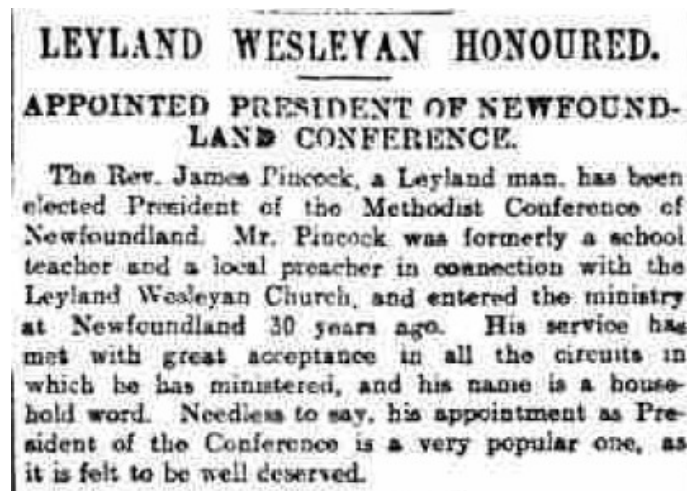 LEYLAND WESLEYAN HONOURED.
APPOINTED PRESIDENT OF NEWFOUND-
LAND CONFERENCE.
The Rev. James Pincock, a Leyland man, has been
elected President of the Methodist Conference of
Newfoundland. Mr. Pincock was formerly a school
teacher and a local preacher in connection with the
Leyland Wesleyan Church, and entered the ministry
at Newfoundland 30 years ago. His service has
met with great acceptance in all the circuits in
which he has ministered, and his name is a house-
hold word. Needless to say, his appointment as Pre-
sident of the Conference is a very popular one, as
it is felt to be well deserved.